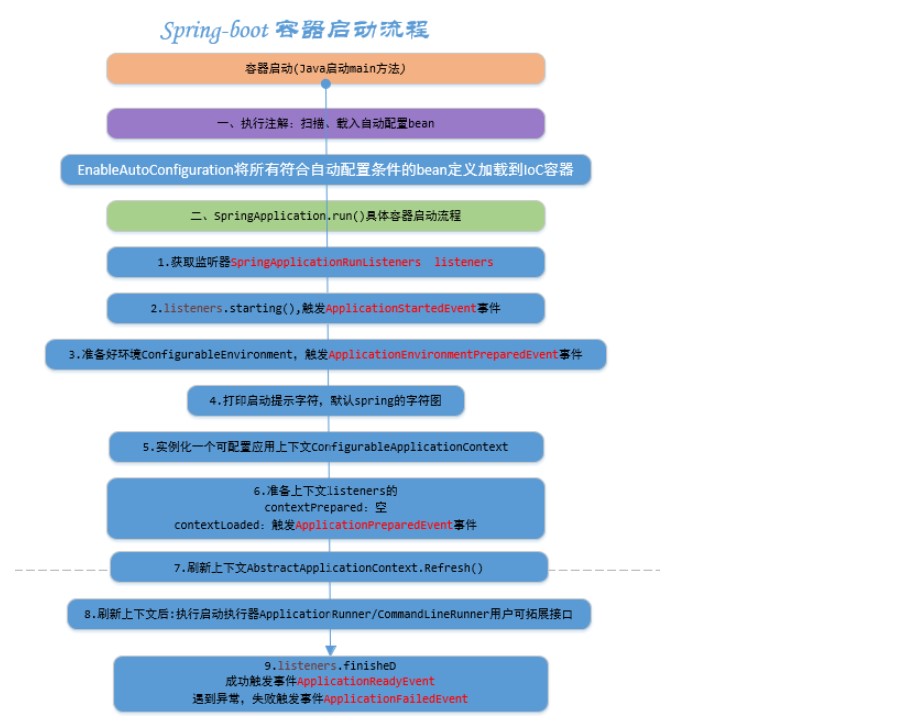 Spring-boot 容器启动流程
容器启动(Java启动main方法)
一、执行注解：扫描、载入自动配置bean
EnableAutoConfiguration将所有符合自动配置条件的bean定义加载到IoC容器
二、SpringApplication.run()具体容器启动流程
1.获取监听器SpringApplicationRunListeners listeners
2.listeners.starting(),触发ApplicationStartedEvent事件
3.准备好环境ConfigurableEnvironment，触发ApplicationEnvironmentPreparedEvent事件
4.打印启动提示字符，默认spring的字符图
5.实例化一个可配置应用上下文ConfigurableApplicationContext
6.准备上下文listeners的
contextPrepared：空
contextLoaded：触发ApplicationPreparedEvent事件
7.刷新上下文AbstractApplicationContext.Refresh()
8.刷新上下文后:执行启动执行器ApplicationRunner/CommandLineRunner用户可拓展接口
9.listeners.finisheD
成功触发事件ApplicationReadyEvent
遇到异常，失败触发事件ApplicationFailedEvent